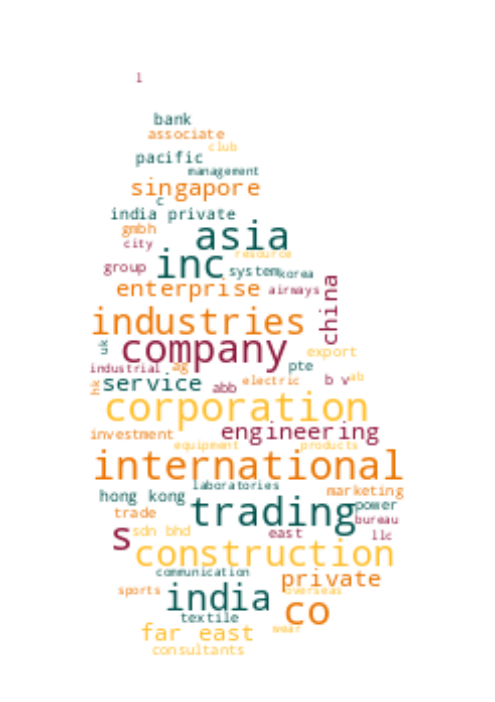 l
bank
associate
club
pacific
management
singapore
c
india private
gmbh
asia
city
resource
group
inc
system
korea
enterprise
airways
china
industries
uk
company
export
industrial
ag
pte
hk
service
abb
electric
b v
ab
corporation
investment
engineering
equipment
products
international
laboratories
hong kong
marketing
trading
power
trade
bureau
s
sdn bhd
east
llc
construction
communication
private
sports
india
overseas
co
textile
far east
wear
consultants